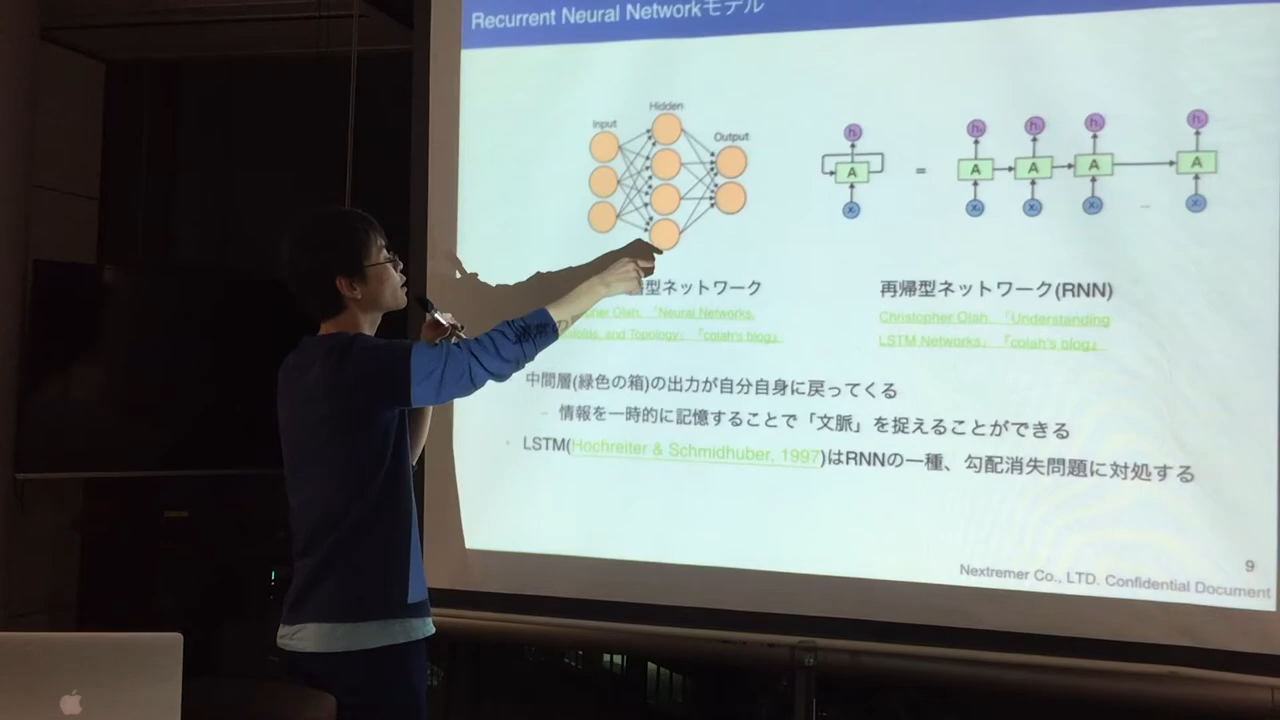 Recurrent Neural Networkモデル
Hidden
Input
Output
h
h
h
h
h
A
=
A
A
A
A
x
x
x
x
x
型ネットワーク
再帰型ネットワーク(RNN)
pher Olah, 「Neural Networks,
Christopher Olah, 「Understanding
and Topology」 「colah's blog」
LSTM Networks」 「colah's blog」
中間層(緑色の箱)の出力が自分自身に戻ってくる
情報を一時的に記憶することで「文脈」を捉えることができる
LSTM(Hochreiter & Schmidhuber, 1997)はRNNの一種、勾配消失問題に対処する
9
Nextremer Co., LTD. Confidential Document